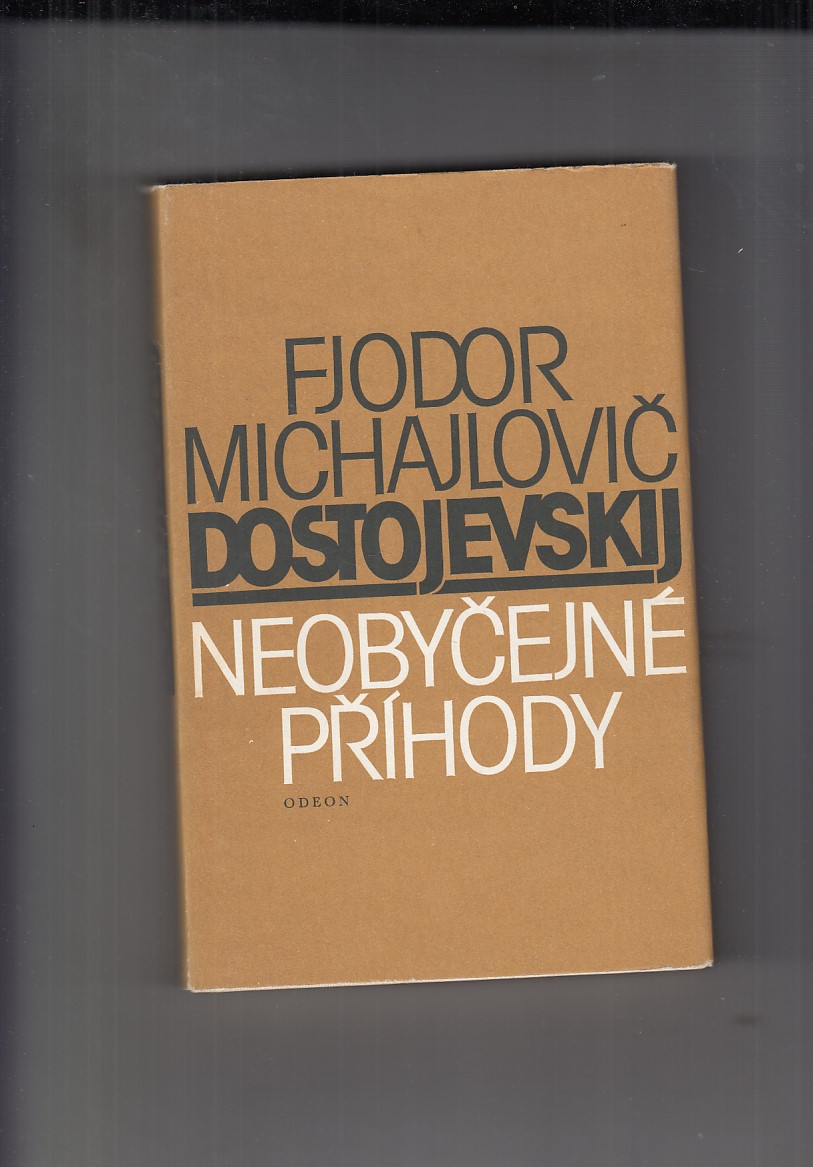 FJODOR
MICHAJLOVIČ
DOSTOJEVSKIJ
NEOBYČEJNÉ
PŘÍHODY
ODEON